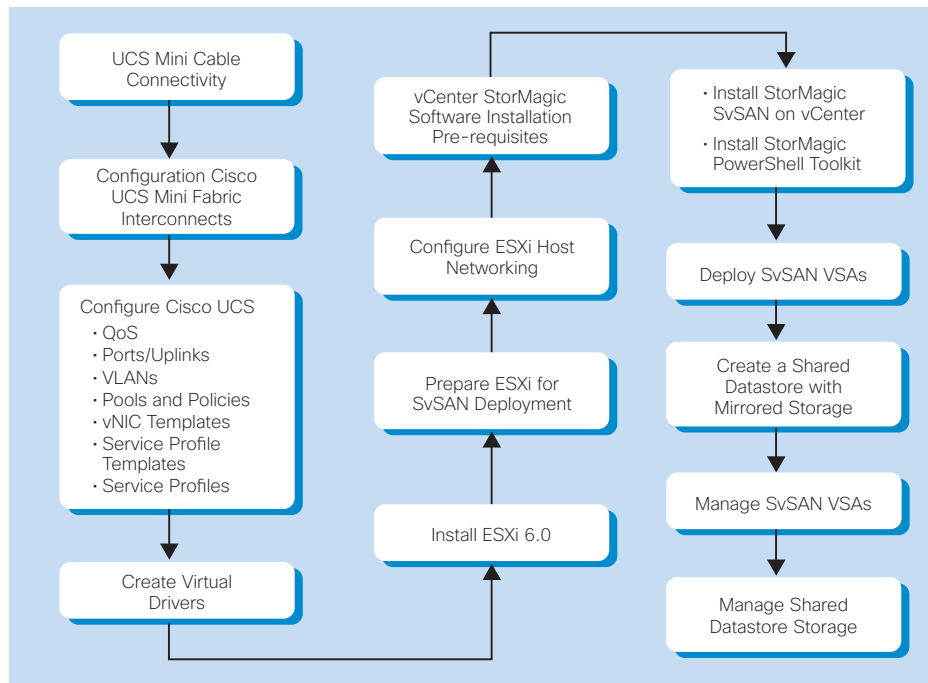 UCS Mini Cable
Connectivity
Configuration Cisco
UCS Mini Fabric
Interconnects
Configure Cisco UCS
· QoS
· Ports/Uplinks
· VLANs
· Pools and Policies
· vNIC Templates
· Service Profile
Templates
· Service Profiles
Create Virtual
Drivers
Install ESXi 6.0
Prepare ESXi for
SvSAN Deployment
Configure ESXi Host
Networking
vCenter StorMagic
Software Installation
Pre-requisites
· Install StorMagic
SvSAN on vCenter
· Install StorMagic
PowerShell Toolkit
Deploy SvSAN VSAs
Create a Shared
Datastore with
Mirrored Storage
Manage SvSAN VSAs
Manage Shared
Datastore Storage